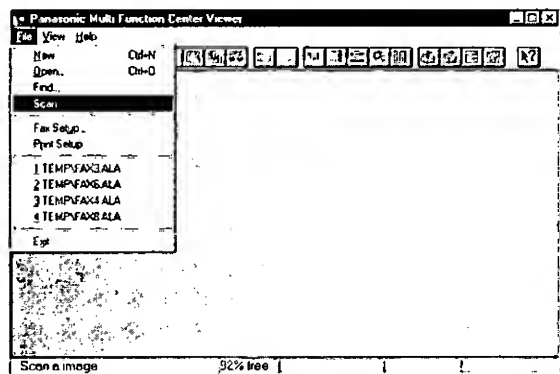 Panasonic Multi Function Center Viewer
File View Help
New Ctrl+N
Open.. Ctrl+O
Find...
Scan
Fax Setup..
Print Setup
1 TEMP\FAX3.ALA
2 TEMP\FAX6.ALA
3 TEMP\FAX4.ALA
4 TEMP\FAX8.ALA
Exit
Scan a image 92% free